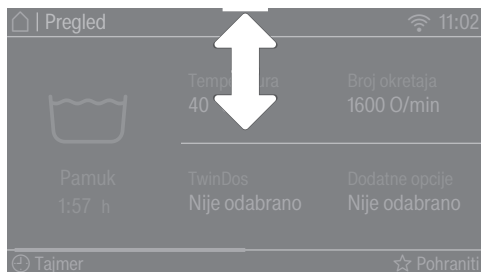 | Pregled 11:02
Temp ura Broj okretaja
40 1600 O/min
Pamuk TwinDos Dodatne opcije
1:57 h Nije odabrano Nije odabrano
Tajmer Pohraniti